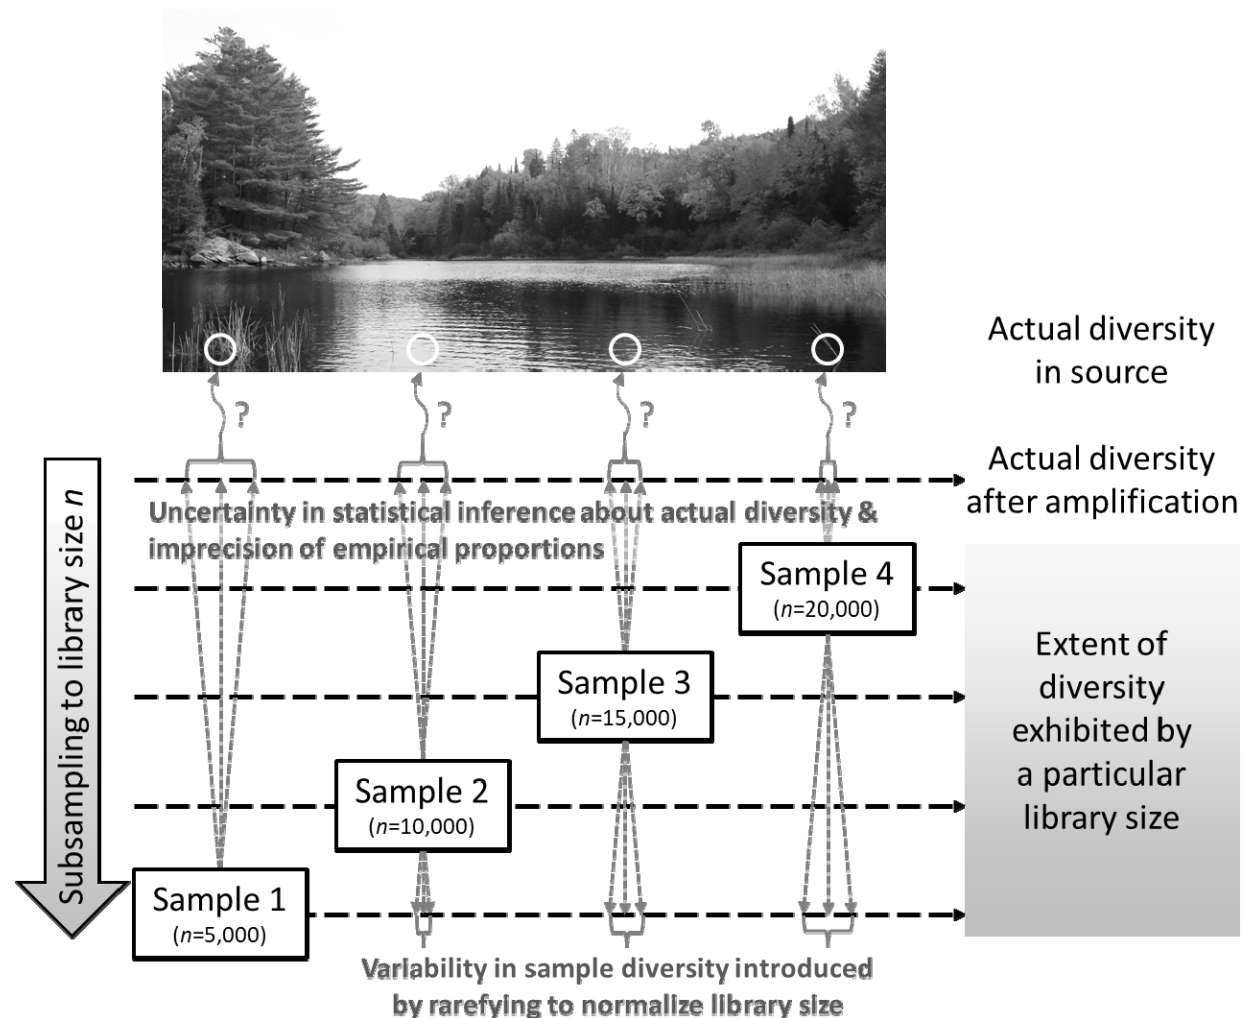 Actual diversity
in source
?
?
?
?
Actual diversity
after amplification
Uncertainty in statistical inference about actual diversity &
imprecision of empirical proportions
Subsampling to library size n
Sample 4
(n=20,000)
Sample 3
(n=15,000)
Sample 2
(n=10,000)
Sample 1
(n=5,000)
Extent of
diversity
exhibited by
a particular
library size
Variability in sample diversity introduced
by rarefying to normalize library size